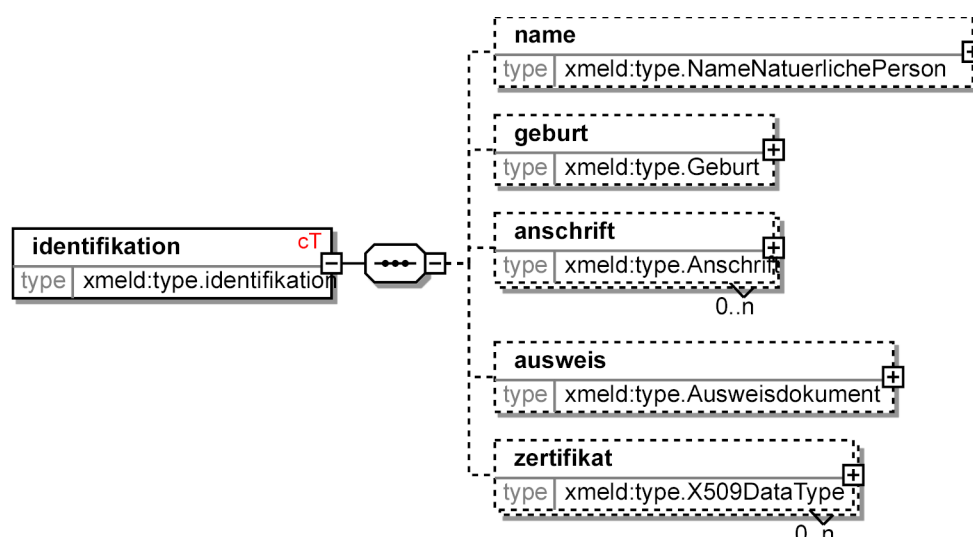 name
type xmeld:type.NameNatuerlichePerson
geburt
type xmeld:type.Geburt
identifikation cT
type xmeld:type.identifikation
anschrift
type xmeld:type.Anschrift
0..n
ausweis
type xmeld:type.Ausweisdokument
zertifikat
type xmeld:type.X509DataType
0..n